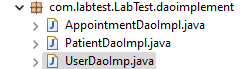 com.labtest.LabTest.daoimplement
AppointmentDaoImpl.java
PatientDaoImpl.java
UserDaoImp.java